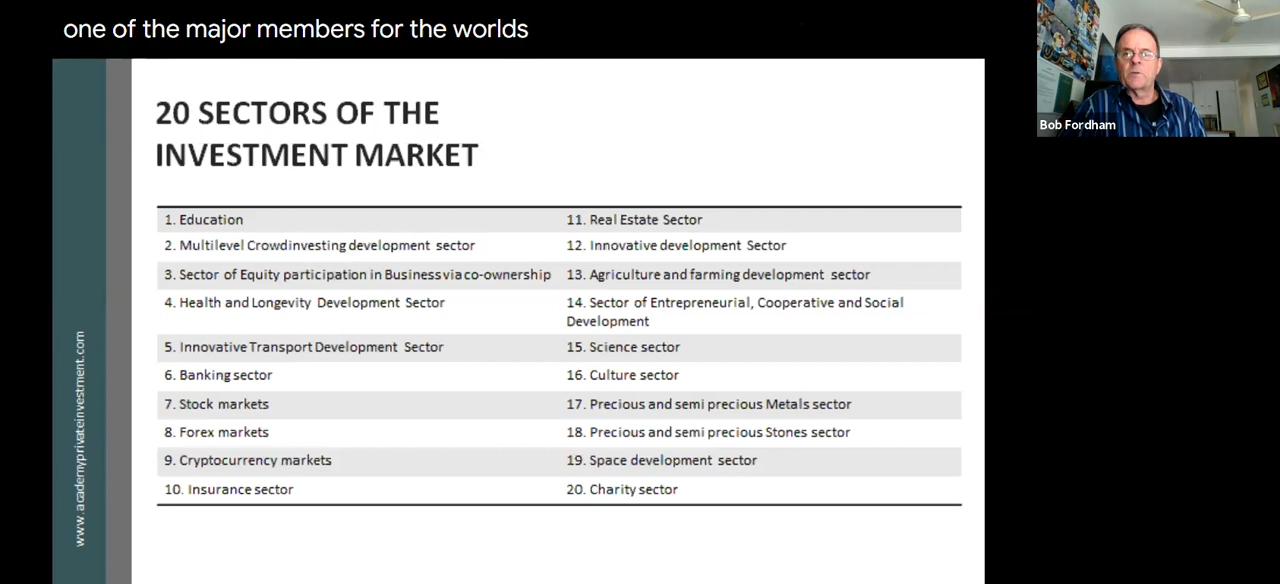 one of the major members for the worlds
Bob Fordham
20 SECTORS OF THE
INVESTMENT MARKET
1. Education
11. Real Estate Sector
2. Multilevel Crowdinvesting development sector
12. Innovative development Sector
3. Sector of Equity participation in Business via co-ownership
13. Agriculture and farming development sector
4. Health and Longevity Development Sector
14. Sector of Entrepreneurial, Cooperative and Social
Development
5. Innovative Transport Development Sector
15. Science sector
6. Banking sector
16. Culture sector
7. Stock markets
17. Precious and semi precious Metals sector
8. Forex markets
18. Precious and semi precious Stones sector
9. Cryptocurrency markets
19. Space development sector
10. Insurance sector
20. Charity sector
www.academyprivateinvestment.com